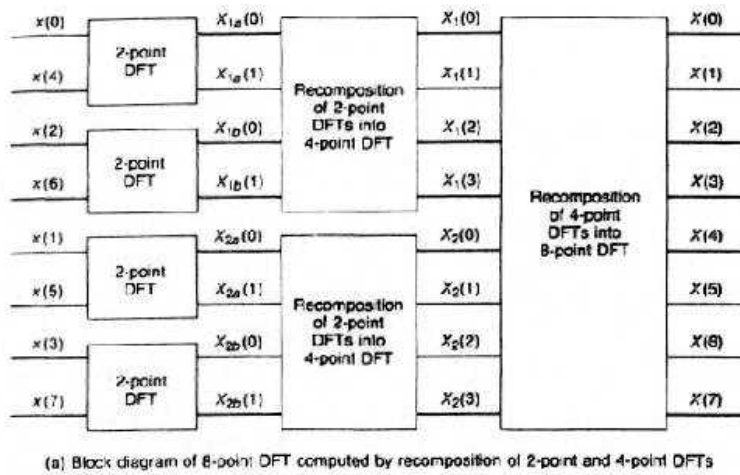 x(0)
x(4)
x(2)
x(6)
x(1)
x(5)
x(3)
x(7)
2-point
DFT
2-point
DFT
2-point
DFT
2-point
DFT
X1a(0)
X1a(1)
X1b(0)
X1b(1)
X2a(0)
X2a(1)
X2b(0)
X2b(1)
Recomposition
of 2-point
DFTs into
4-point DFT
Recomposition
of 2-point
DFTs into
4-point DFT
X1(0)
X1(1)
X1(2)
X1(3)
X2(0)
X2(1)
X2(2)
X2(3)
Recomposition
of 4-point
DFTs into
8-point DFT
X(0)
X(1)
X(2)
X(3)
X(4)
X(5)
X(6)
X(7)
(a) Block diagram of 8-point DFT computed by recomposition of 2-point and 4-point DFTs